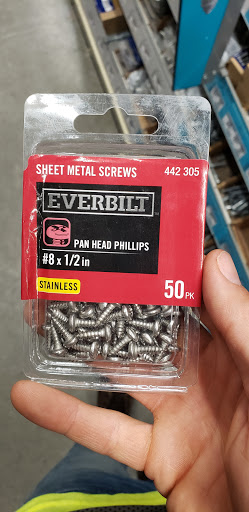 SHEET METAL SCREWS 442 305
EVERBILT
PAN HEAD PHILLIPS
#8 x 1/2 in
STAINLESS
50 PK